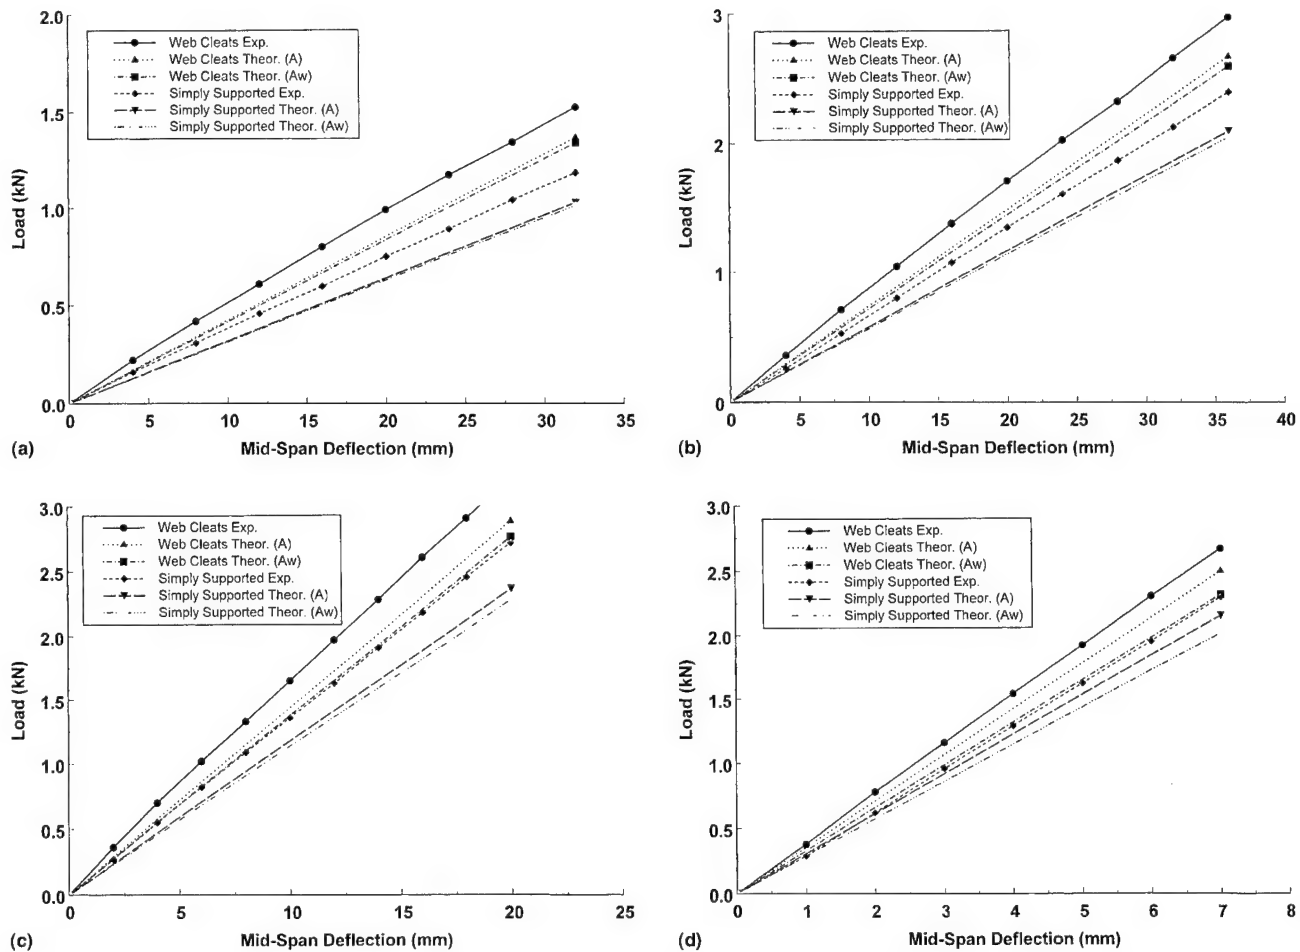 2.0
1.5
1.0
0.5
0.0
Load (kN)
Web Cleats Exp.
Web Cleats Theor. (A)
Web Cleats Theor. (Aw)
Simply Supported Exp.
Simply Supported Theor. (A)
Simply Supported Theor. (Aw)
0 5 10 15 20 25 30 35
Mid-Span Deflection (mm)
(a)
3
2
1
0
Load (kN)
Web Cleats Exp.
Web Cleats Theor. (A)
Web Cleats Theor. (Aw)
Simply Supported Exp.
Simply Supported Theor. (A)
Simply Supported Theor. (Aw)
0 5 10 15 20 25 30 35 40
Mid-Span Deflection (mm)
(b)
3.0
2.5
2.0
1.5
1.0
0.5
0.0
Load (kN)
Web Cleats Exp.
Web Cleats Theor. (A)
Web Cleats Theor. (Aw)
Simply Supported Exp.
Simply Supported Theor. (A)
Simply Supported Theor. (Aw)
0 5 10 15 20 25
Mid-Span Deflection (mm)
(c)
3.0
2.5
2.0
1.5
1.0
0.5
0.0
Load (kN)
Web Cleats Exp.
Web Cleats Theor. (A)
Web Cleats Theor. (Aw)
Simply Supported Exp.
Simply Supported Theor. (A)
Simply Supported Theor. (Aw)
0 1 2 3 4 5 6 7 8
Mid-Span Deflection (mm)
(d)